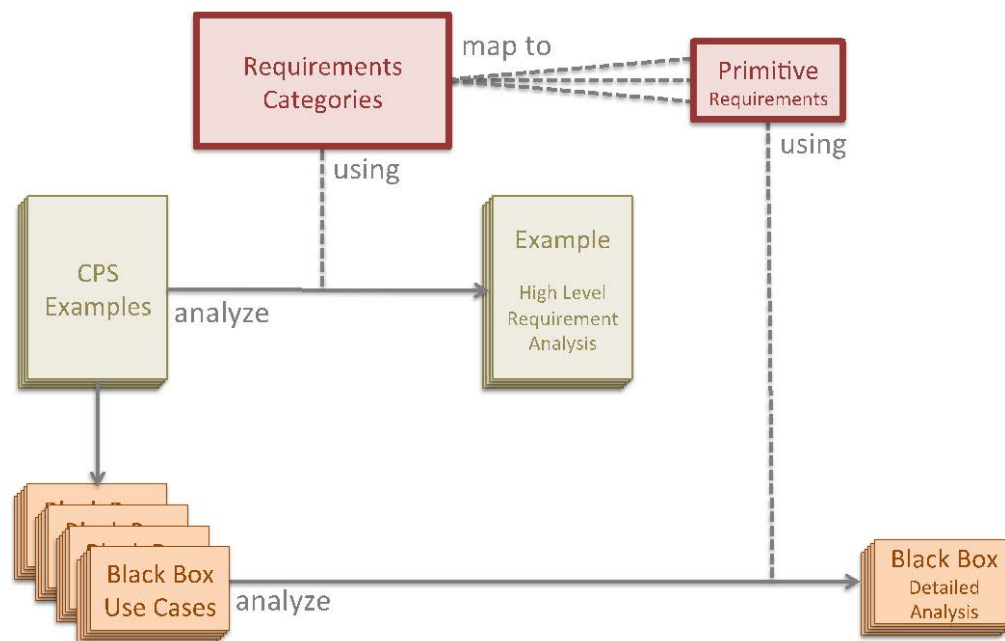 Requirements
Categories
map to
Primitive
Requirements
using
using
CPS
Examples
analyze
Example
High Level
Requirement
Analysis
Black Box
Use Cases
analyze
Black Box
Detailed
Analysis